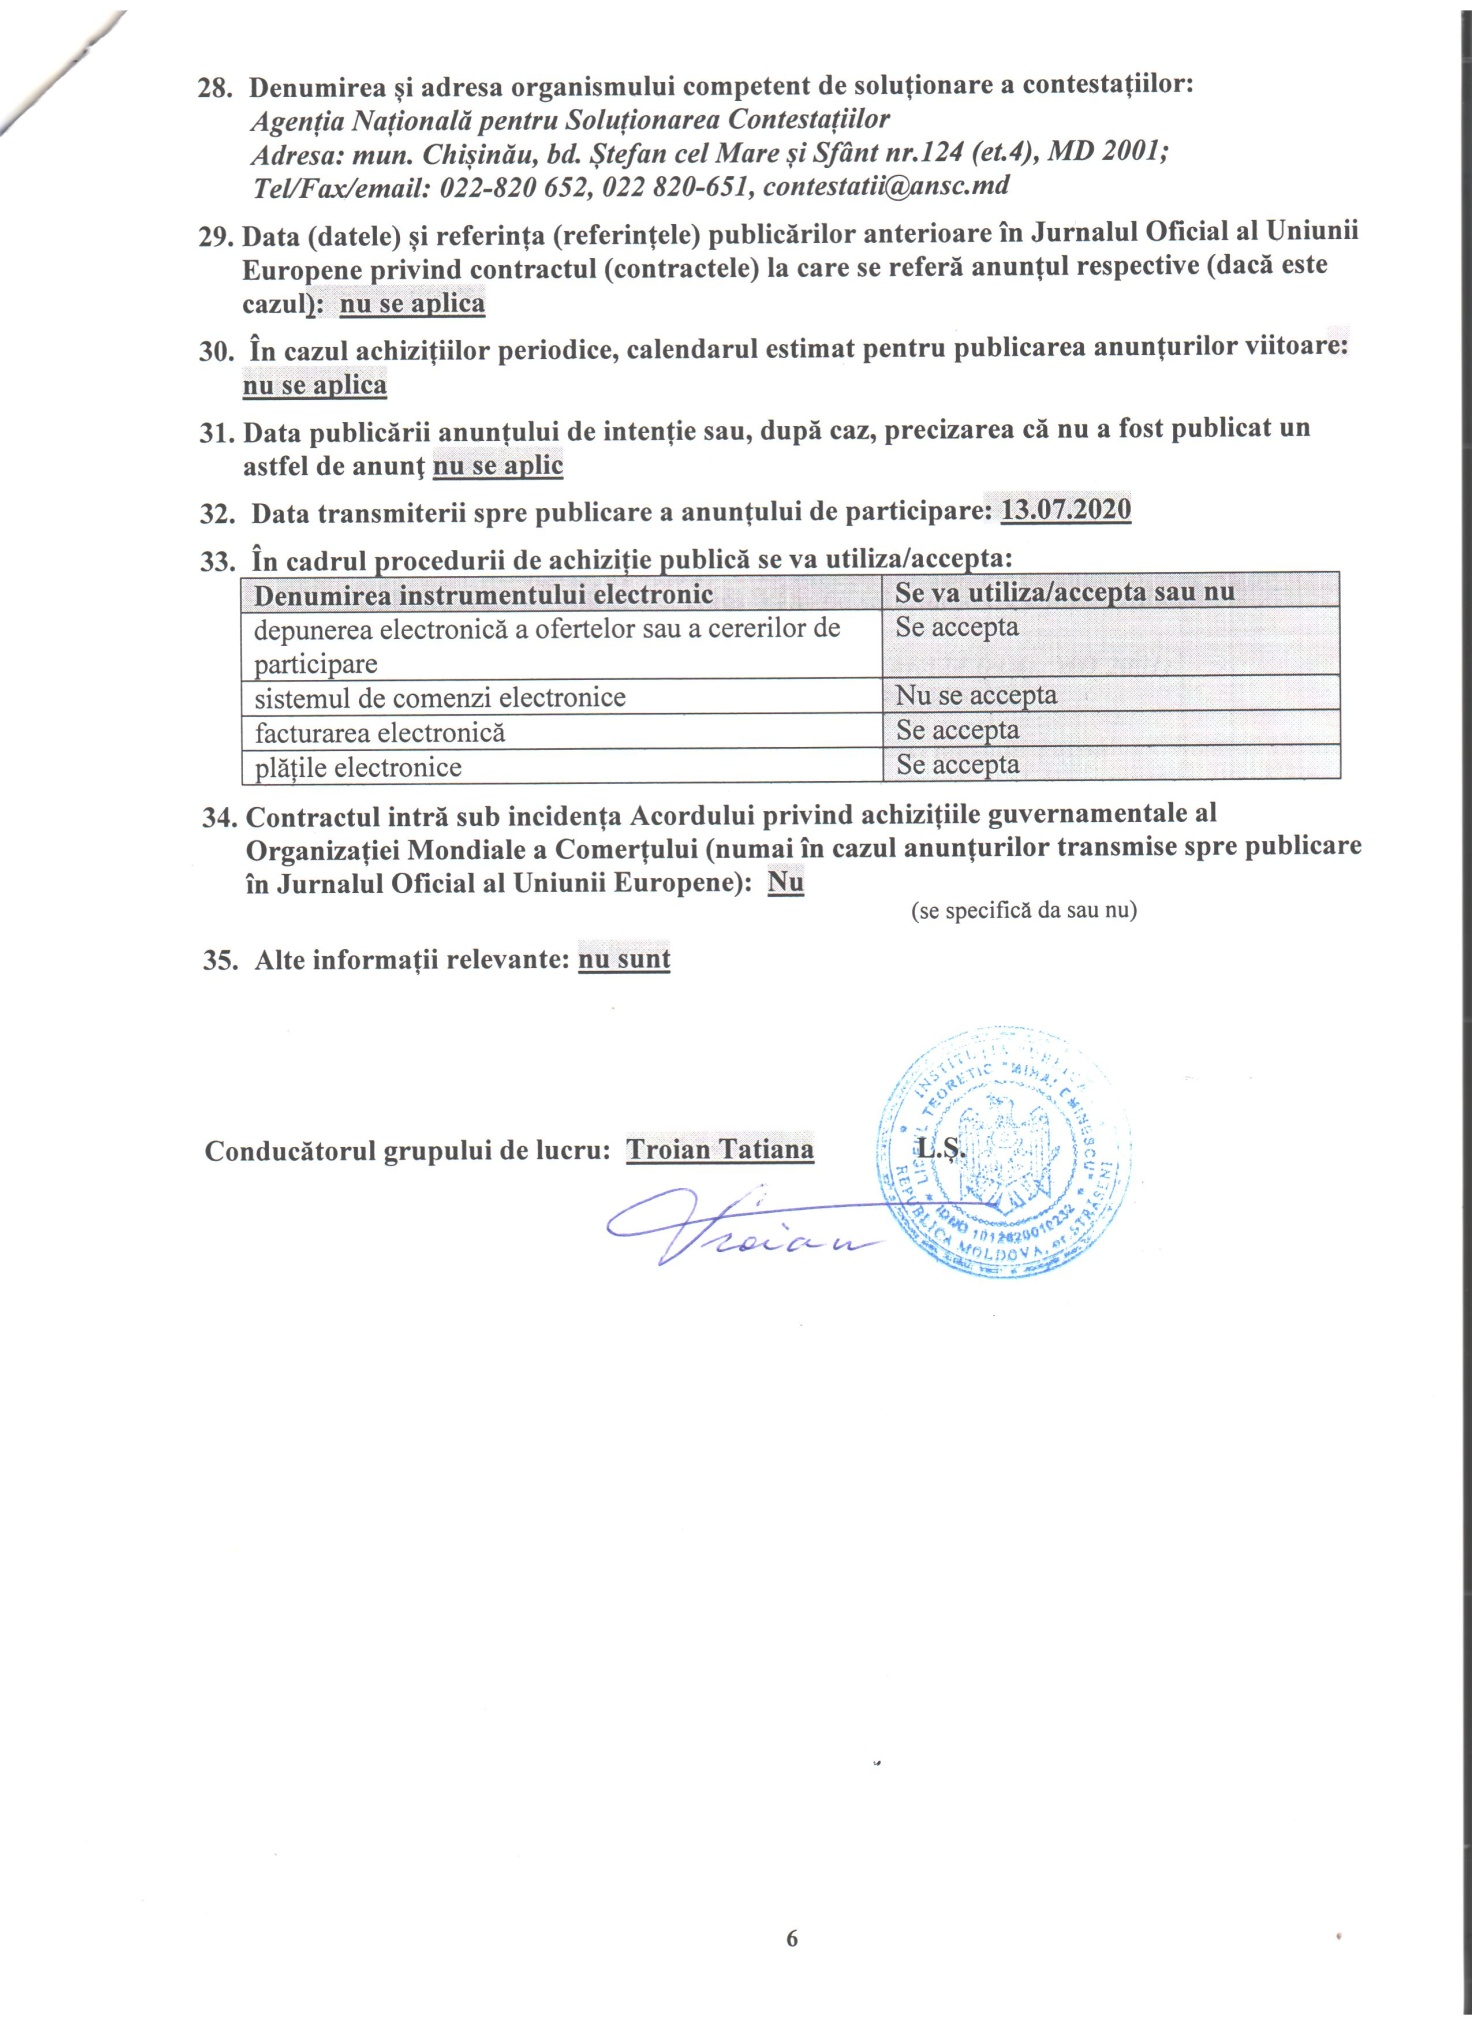 28. Denumirea și adresa organismului competent de soluționare a contestațiilor:
Agenția Națională pentru Soluționarea Contestațiilor
Adresa: mun. Chișinău, bd. Ștefan cel Mare și Sfânt nr.124 (et.4), MD 2001;
Tel/Fax/email: 022-820 652, 022 820-651, contestatii@ansc.md
29. Data (datele) și referința (referințele) publicărilor anterioare în Jurnalul Oficial al Uniunii
Europene privind contractul (contractele) la care se referă anunțul respective (dacă este
cazul): nu se aplica
30. În cazul achizițiilor periodice, calendarul estimat pentru publicarea anunțurilor viitoare:
nu se aplica
31. Data publicării anunțului de intenție sau, după caz, precizarea că nu a fost publicat un
astfel de anunţ nu se aplic
32. Data transmiterii spre publicare a anunțului de participare: 13.07.2020
33. În cadrul procedurii de achiziție publică se va utiliza/accepta:
Denumirea instrumentului electronic Se va utiliza/accepta sau nu
depunerea electronică a ofertelor sau a cererilor de Se accepta
participare
sistemul de comenzi electronice Nu se accepta
facturarea electronică Se accepta
plățile electronice Se accepta
34. Contractul intră sub incidența Acordului privind achizițiile guvernamentale al
Organizației Mondiale a Comerțului (numai în cazul anunțurilor transmise spre publicare
în Jurnalul Oficial al Uniunii Europene): Nu
(se specifică da sau nu)
35. Alte informații relevante: nu sunt
Conducătorul grupului de lucru: Troian Tatiana L.Ș.
Troian
LICEUL TEORETIC "MIHAI EMINESCU"
REPUBLICA MOLDOVA, or. STRĂȘENI
6